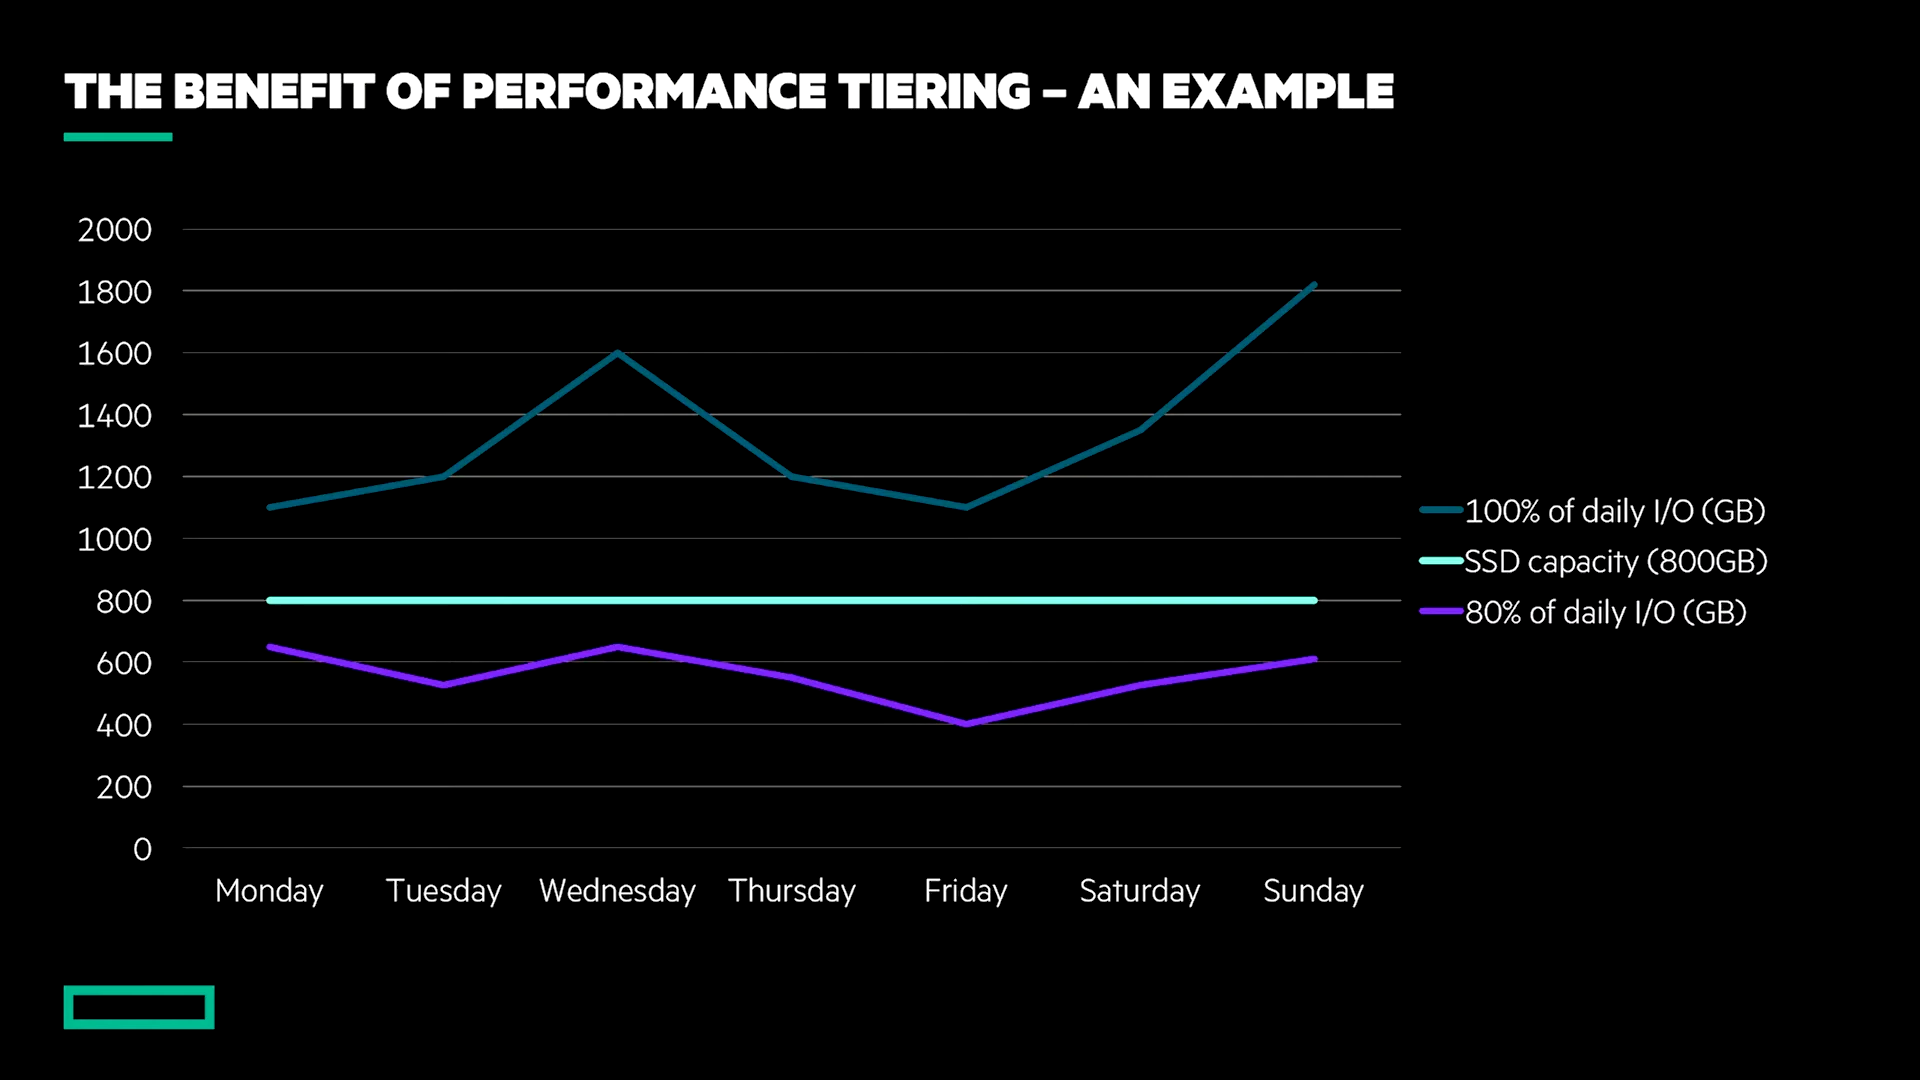 THE BENEFIT OF PERFORMANCE TIERING – AN EXAMPLE
2000
1800
1600
1400
1200
1000
800
600
400
200
0
Monday Tuesday Wednesday Thursday Friday Saturday Sunday
100% of daily I/O (GB)
SSD capacity (800GB)
80% of daily I/O (GB)